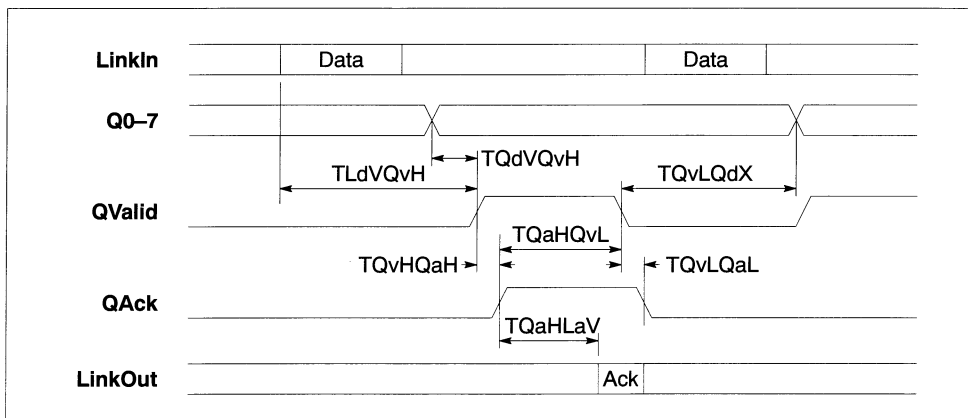 LinkIn
Data
Data
Q0–7
TQdVQvH
TLdVQvH
TQvLQdX
QValid
TQaHQvL
TQvHQaH
TQvLQaL
QAck
TQaHLaV
LinkOut
Ack